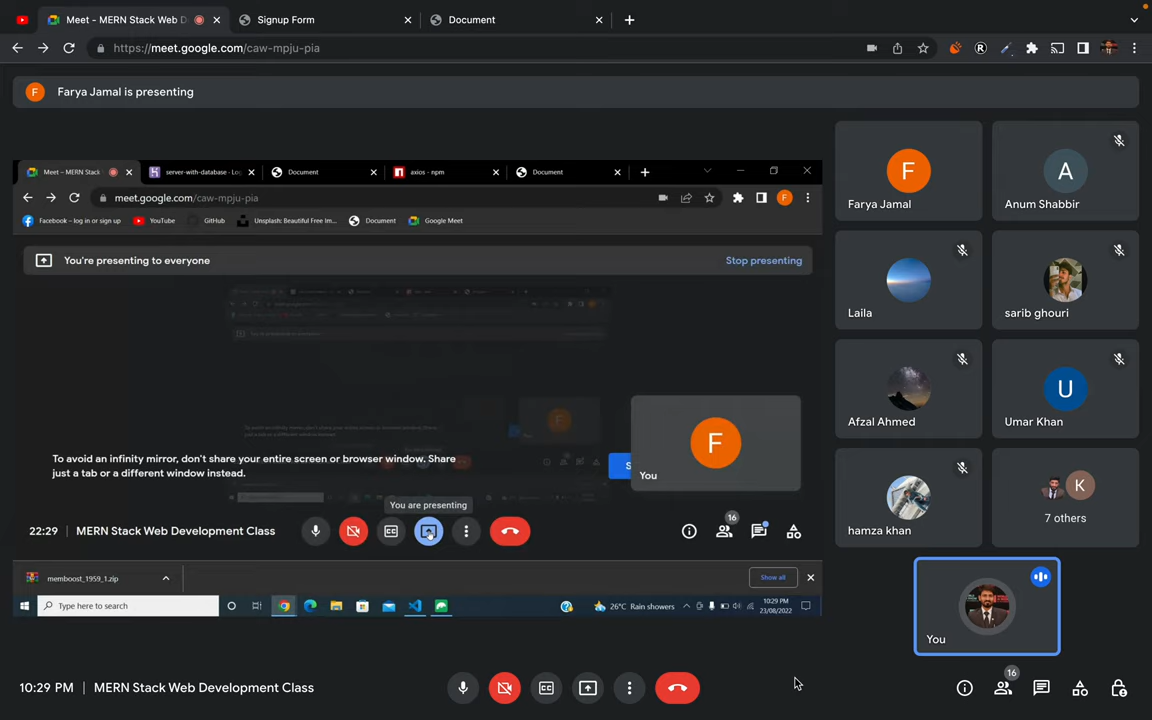 Meet - MERN Stack Web D
Signup Form
Document
https://meet.google.com/caw-mpju-pia
R
F
Farya Jamal is presenting
Meet – MERN Stack
server-with-database · Lo
Document
axios - npm
Document
meet.google.com/caw-mpju-pia
F
Facebook – log in or sign up
YouTube
GitHub
Unsplash: Beautiful Free Im...
Document
Google Meet
You're presenting to everyone
Stop presenting
To avoid an infinity mirror, don't share your entire screen or browser window. Share
just a tab or a different window instead.
S
F
You
You are presenting
22:29
MERN Stack Web Development Class
CC
16
memboost_1959_1.zip
Show all
Type here to search
26°C Rain showers
10:29 PM
23/08/2022
F
Farya Jamal
A
Anum Shabbir
Laila
sarib ghouri
Afzal Ahmed
U
Umar Khan
hamza khan
K
7 others
You
10:29 PM
MERN Stack Web Development Class
CC
16